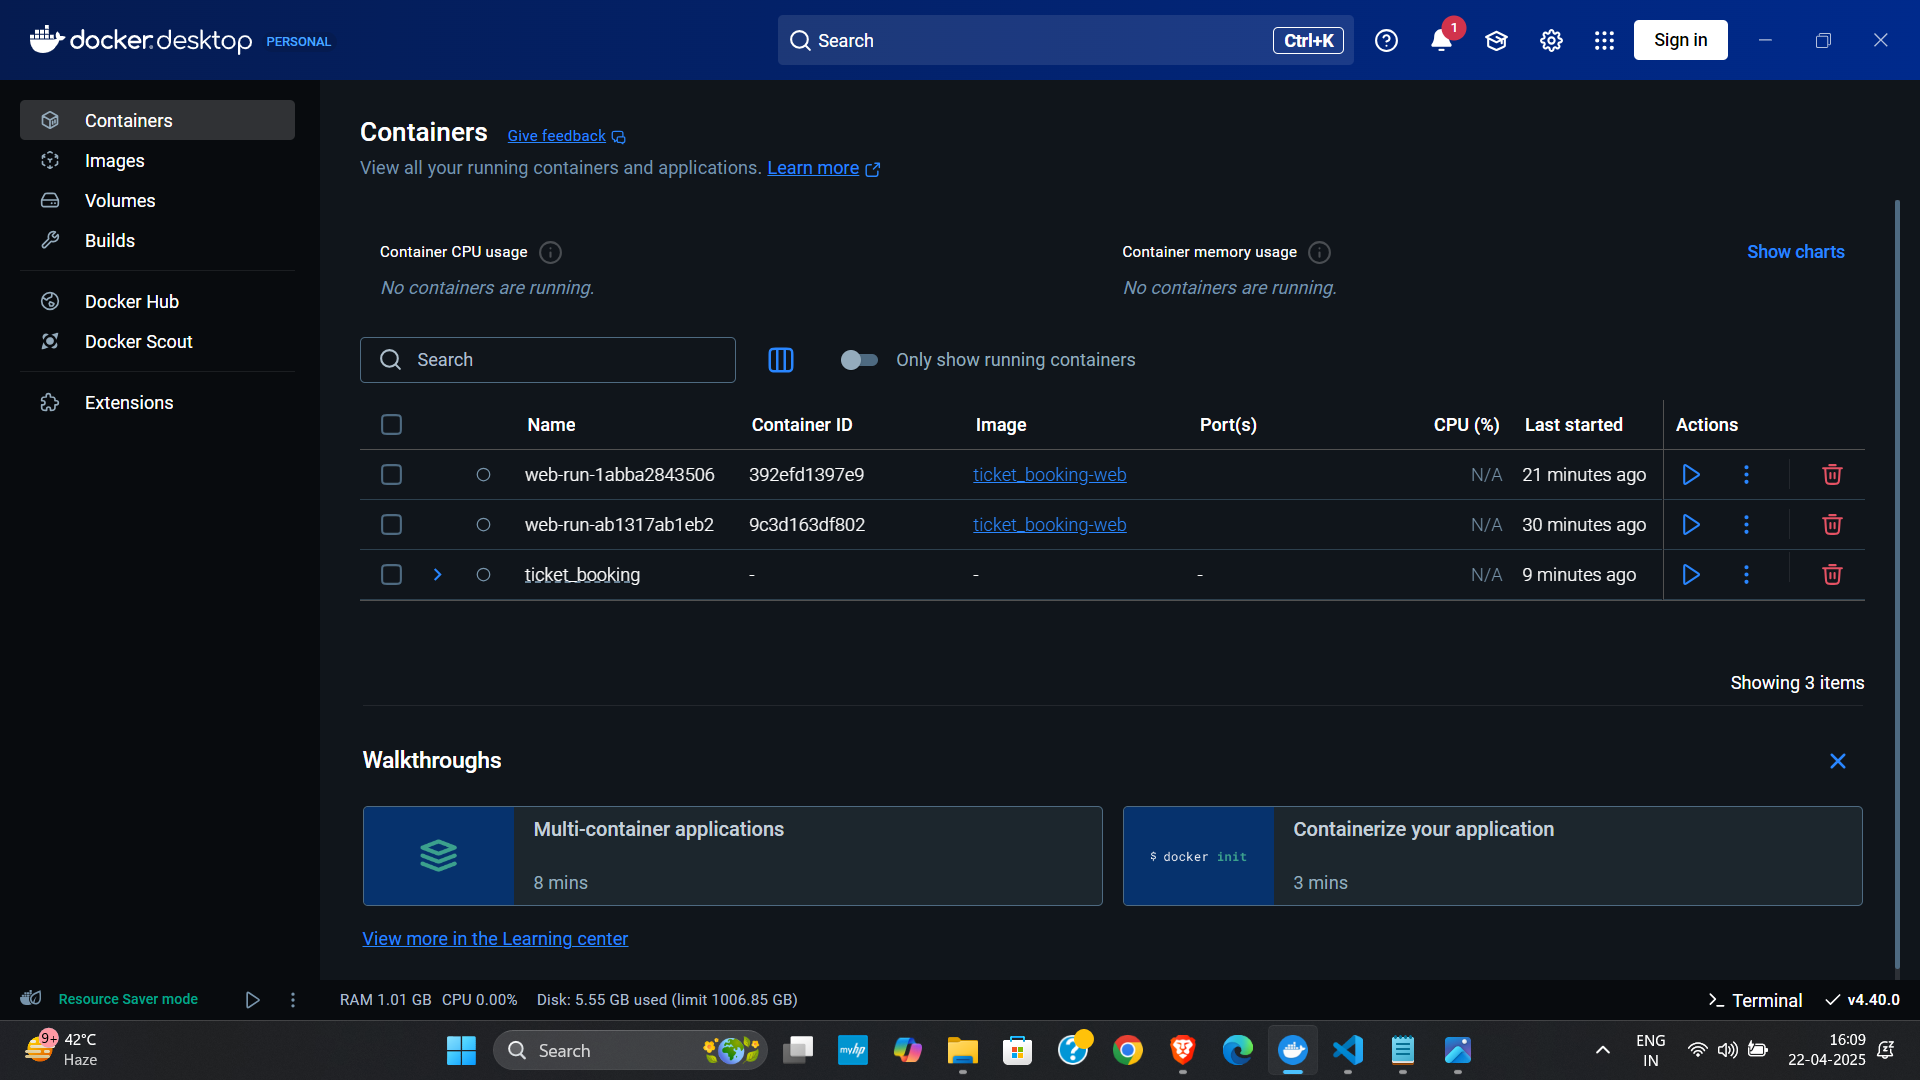 docker.desktop PERSONAL
Search Ctrl+K
1
Sign in
Containers
Images
Volumes
Builds
Docker Hub
Docker Scout
Extensions
Containers Give feedback
View all your running containers and applications. Learn more
Container CPU usage
No containers are running.
Container memory usage
No containers are running.
Show charts
Search
Only show running containers
Name Container ID Image Port(s) CPU (%) Last started Actions
web-run-1abba2843506 392efd1397e9 ticket_booking-web N/A 21 minutes ago
web-run-ab1317ab1eb2 9c3d163df802 ticket_booking-web N/A 30 minutes ago
ticket_booking - - - N/A 9 minutes ago
Showing 3 items
Walkthroughs
Multi-container applications
8 mins
$ docker init
Containerize your application
3 mins
View more in the Learning center
Resource Saver mode
RAM 1.01 GB CPU 0.00% Disk: 5.55 GB used (limit 1006.85 GB)
Terminal
v4.40.0
9+
42°C
Haze
Search
myhp
ENG
IN
16:09
22-04-2025